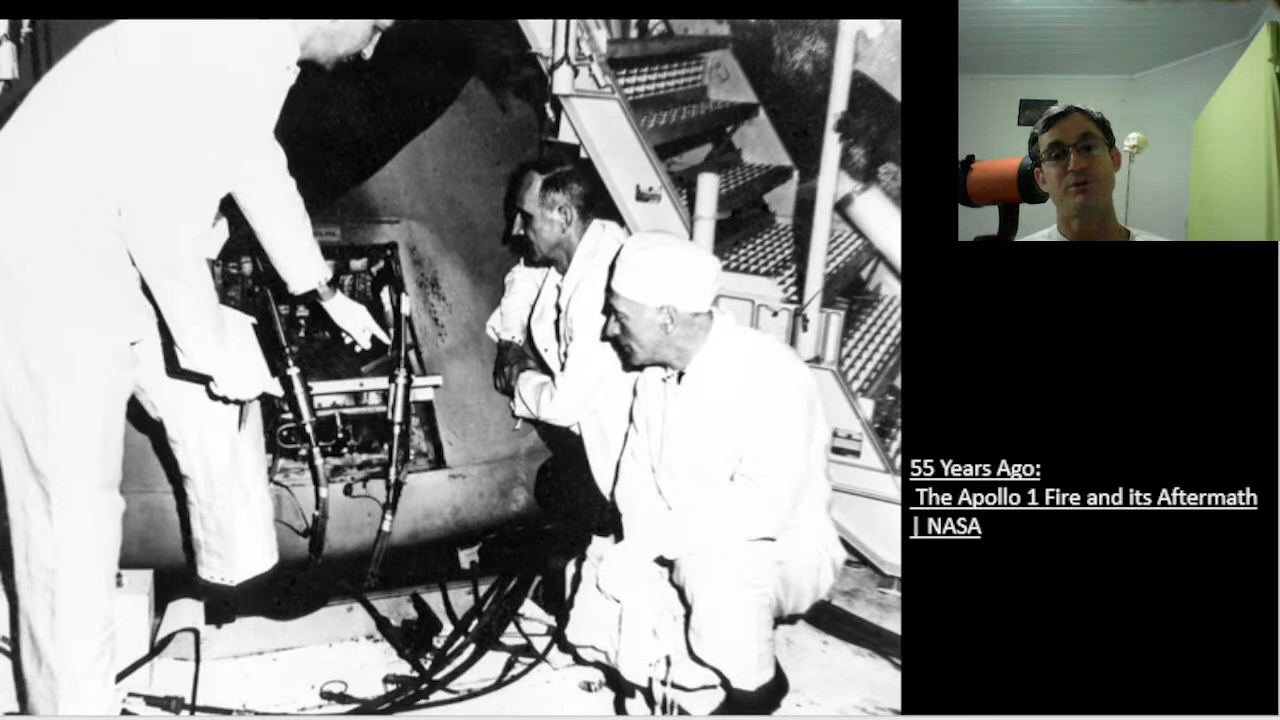 55 Years Ago:
The Apollo 1 Fire and its Aftermath
| NASA